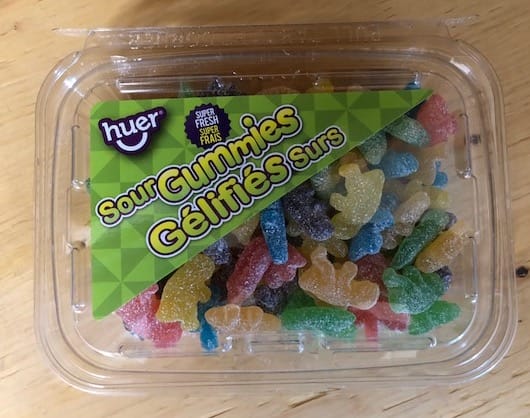 huer
SUPER
FRESH
SUPER
FRAIS
Sour Gummies
Gélifiés Surs